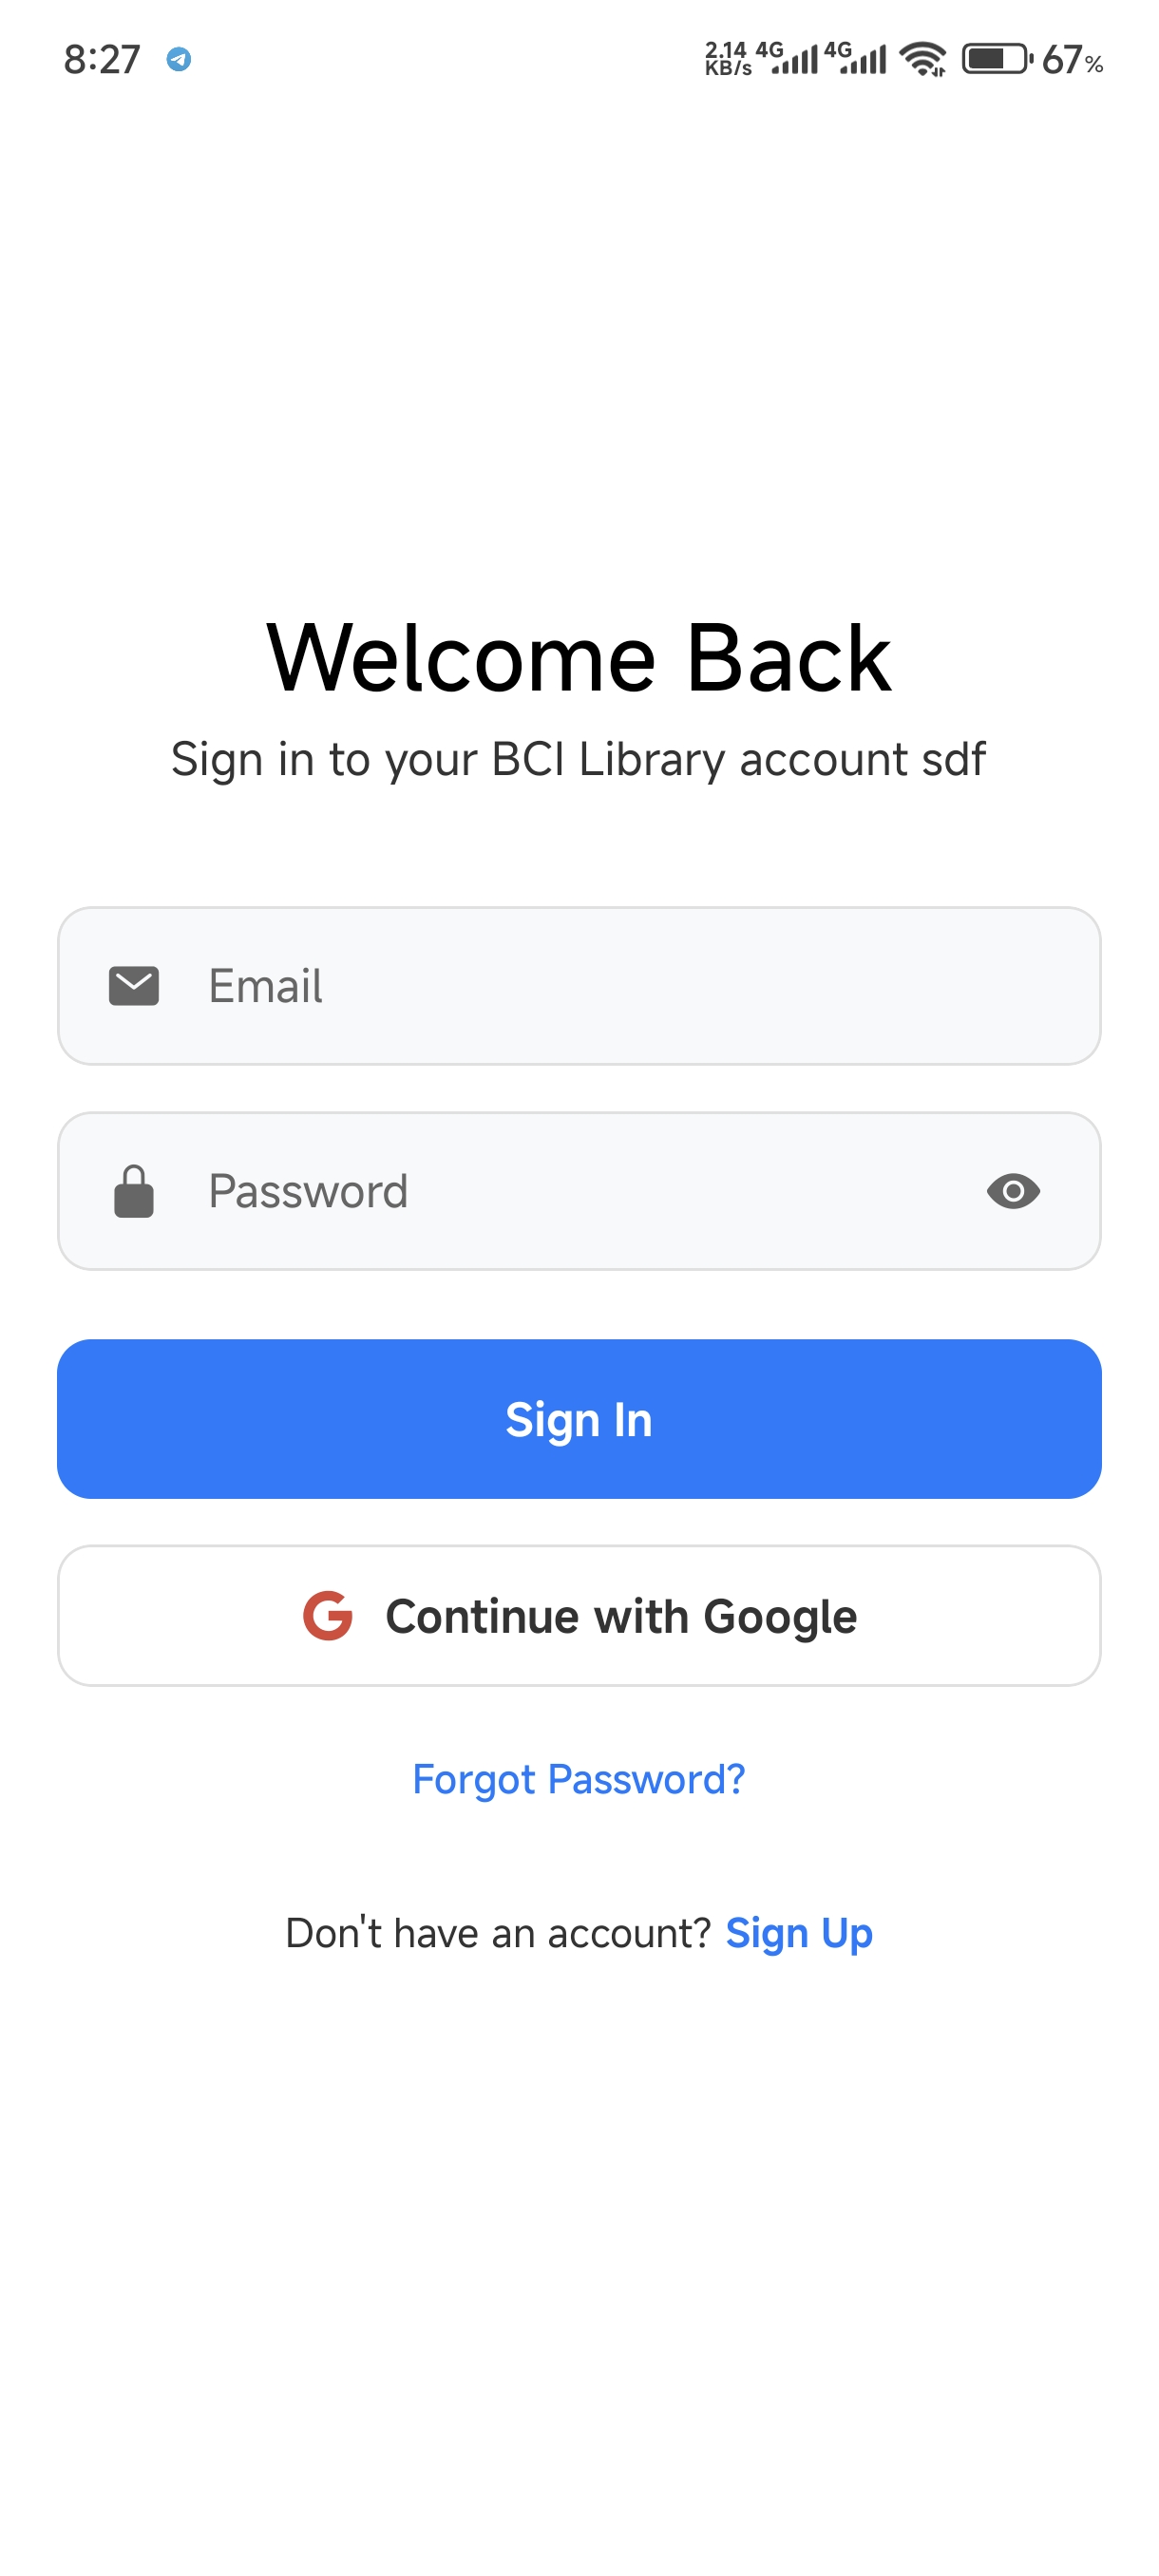 8:27 2.14 KB/s 4G 4G 67%
Welcome Back
Sign in to your BCI Library account sdf
Email
Password
Sign In
G Continue with Google
Forgot Password?
Don't have an account? Sign Up